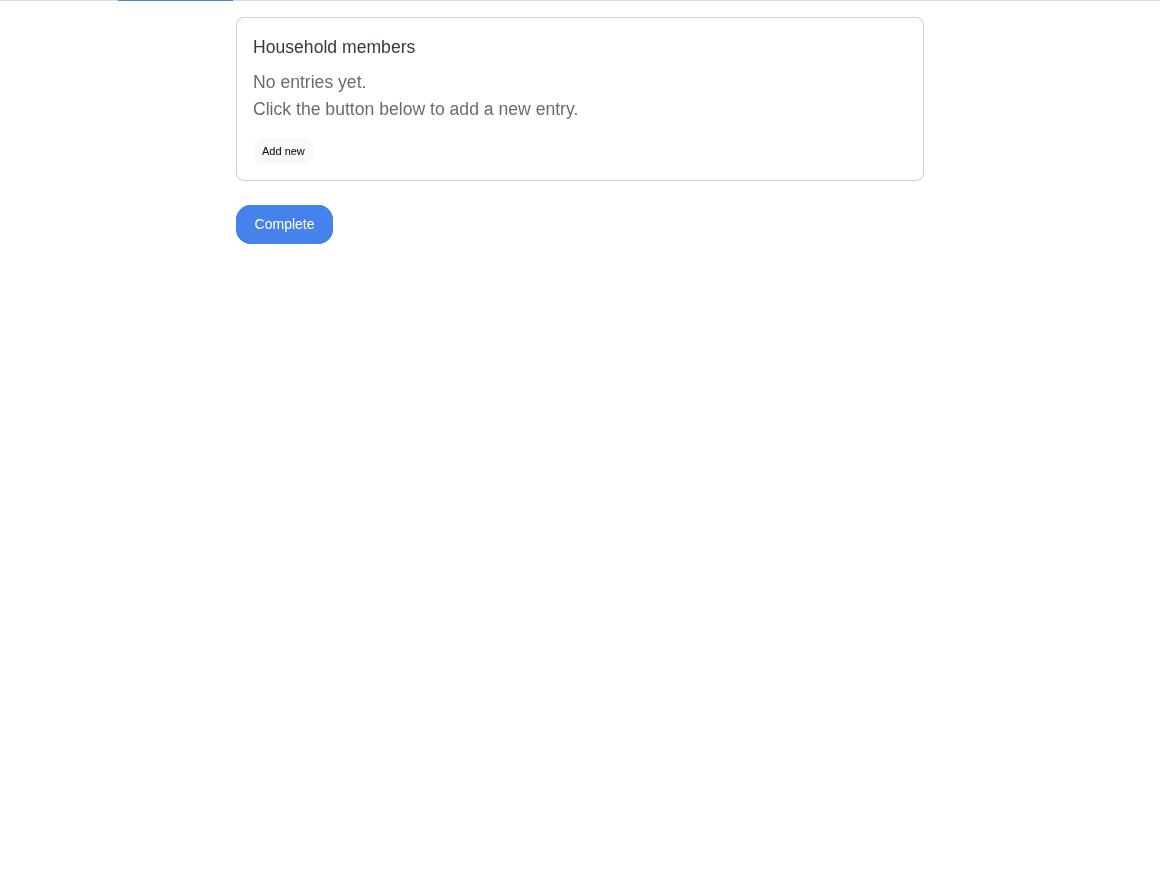 Household members
No entries yet.
Click the button below to add a new entry.
Add new
Complete